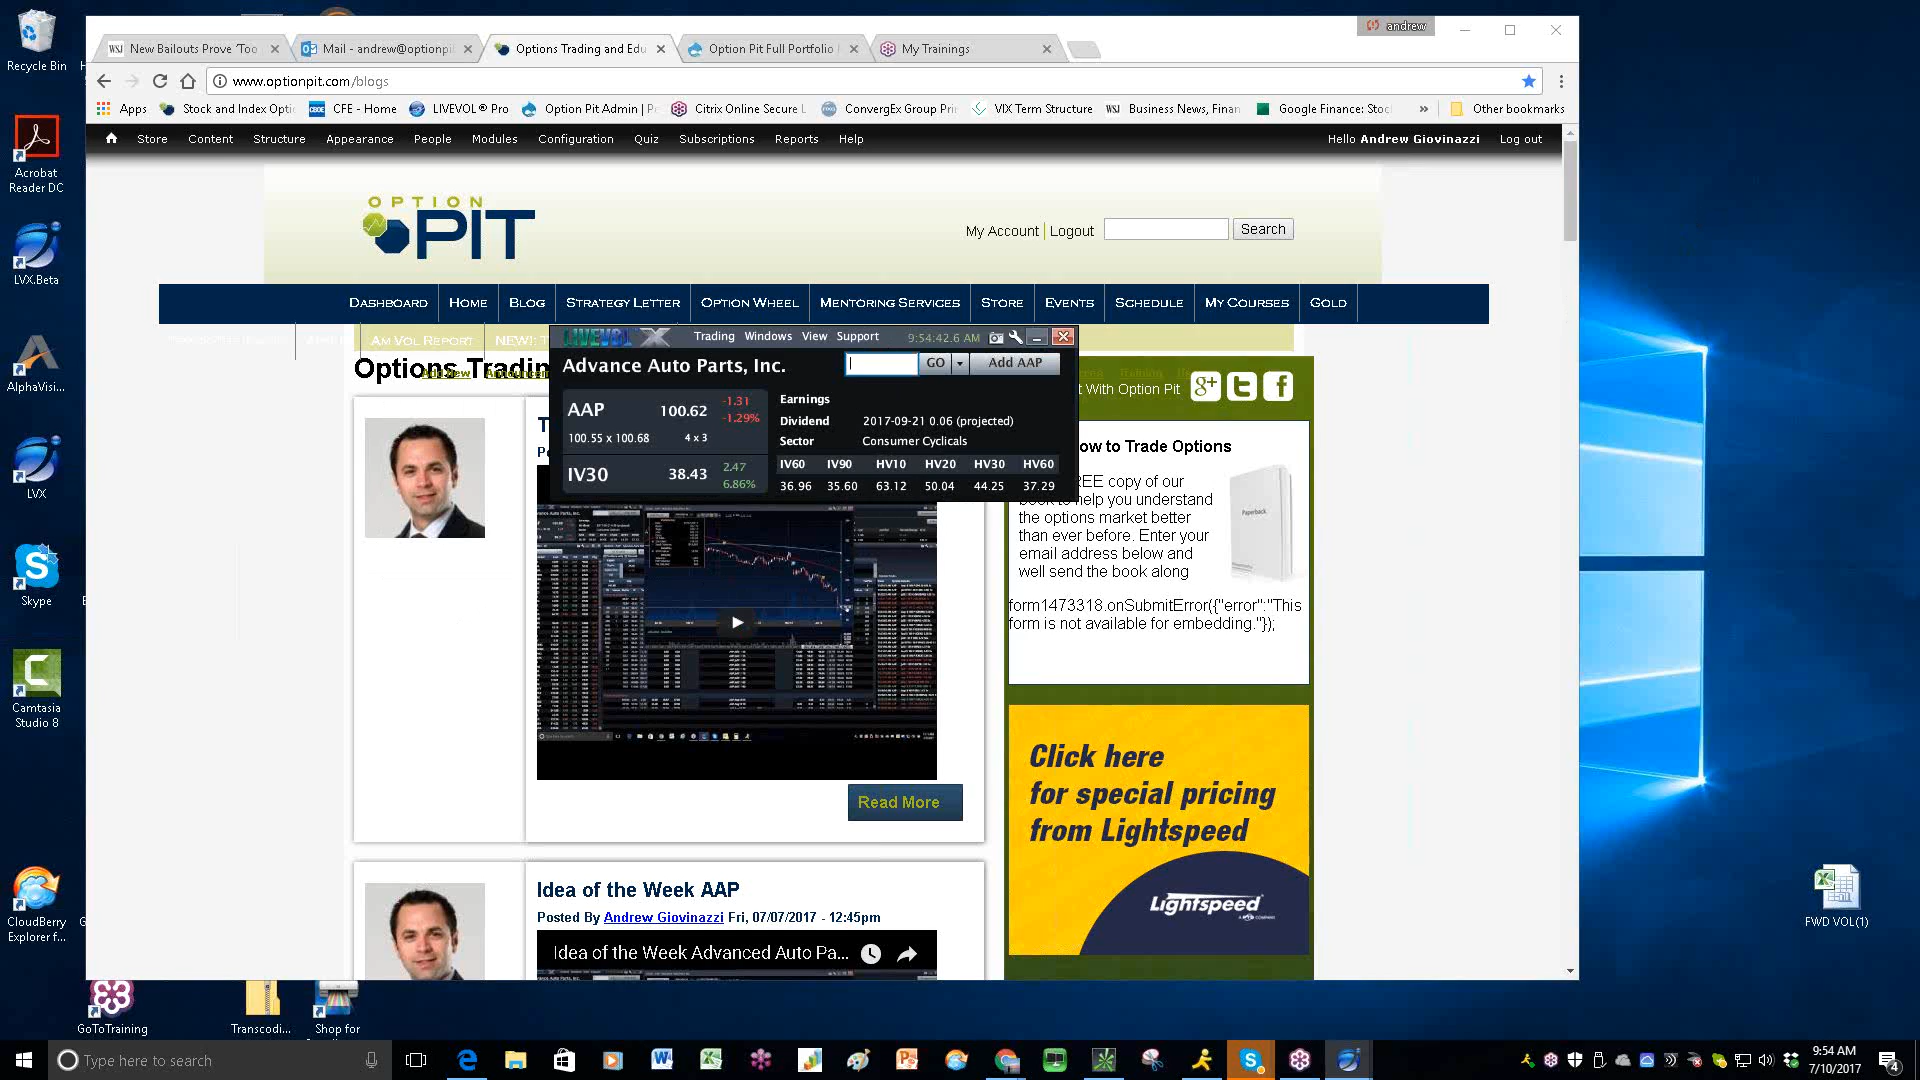 Recycle Bin
Acrobat
Reader DC
LVX.Beta
AlphaVisi...
LVX
Skype
Camtasia
Studio 8
CloudBerry
Explorer f...
GoToTraining
Transcodi...
Shop for
FWD VOL(1)
andrew
New Bailouts Prove 'Too
Mail - andrew@optionpi
Options Trading and Edu
Option Pit Full Portfolio
My Trainings
www.optionpit.com/blogs
Apps
Stock and Index Optio
CFE - Home
LIVEVOL ® Pro
Option Pit Admin | P
Citrix Online Secure L
ConvergEx Group Pri
VIX Term Structure
WSJ
Business News, Finan
Google Finance: Stoc
»
Other bookmarks
Store Content Structure Appearance People Modules Configuration Quiz Subscriptions Reports Help
Hello Andrew Giovinazzi Log out
OPTION
PIT
My Account | Logout
Search
Dashboard Home Blog Strategy Letter Option Wheel Mentoring Services Store Events Schedule My Courses Gold
Am Vol Report
NEW!: T
Options Tradin
Add new
LIVEVOL X
Trading Windows View Support
9:54:42.6 AM
Advance Auto Parts, Inc.
GO
Add AAP
AAP 100.62 -1.31
-1.29%
100.55 x 100.68 4 x 3
IV30 38.43 2.47
6.86%
Earnings
Dividend 2017-09-21 0.06 (projected)
Sector Consumer Cyclicals
IV60 IV90 HV10 HV20 HV30 HV60
36.96 35.60 63.12 50.04 44.25 37.29
t With Option Pit
ow to Trade Options
REE copy of our
book to help you understand
the options market better
than ever before. Enter your
email address below and
well send the book along
Paperback
form1473318.onSubmitError({"error":"This
form is not available for embedding."});
Read More
Click here
for special pricing
from Lightspeed
Lightspeed
Idea of the Week AAP
Posted By Andrew Giovinazzi Fri, 07/07/2017 - 12:45pm
Idea of the Week Advanced Auto Pa...
Type here to search
9:54 AM
7/10/2017
4